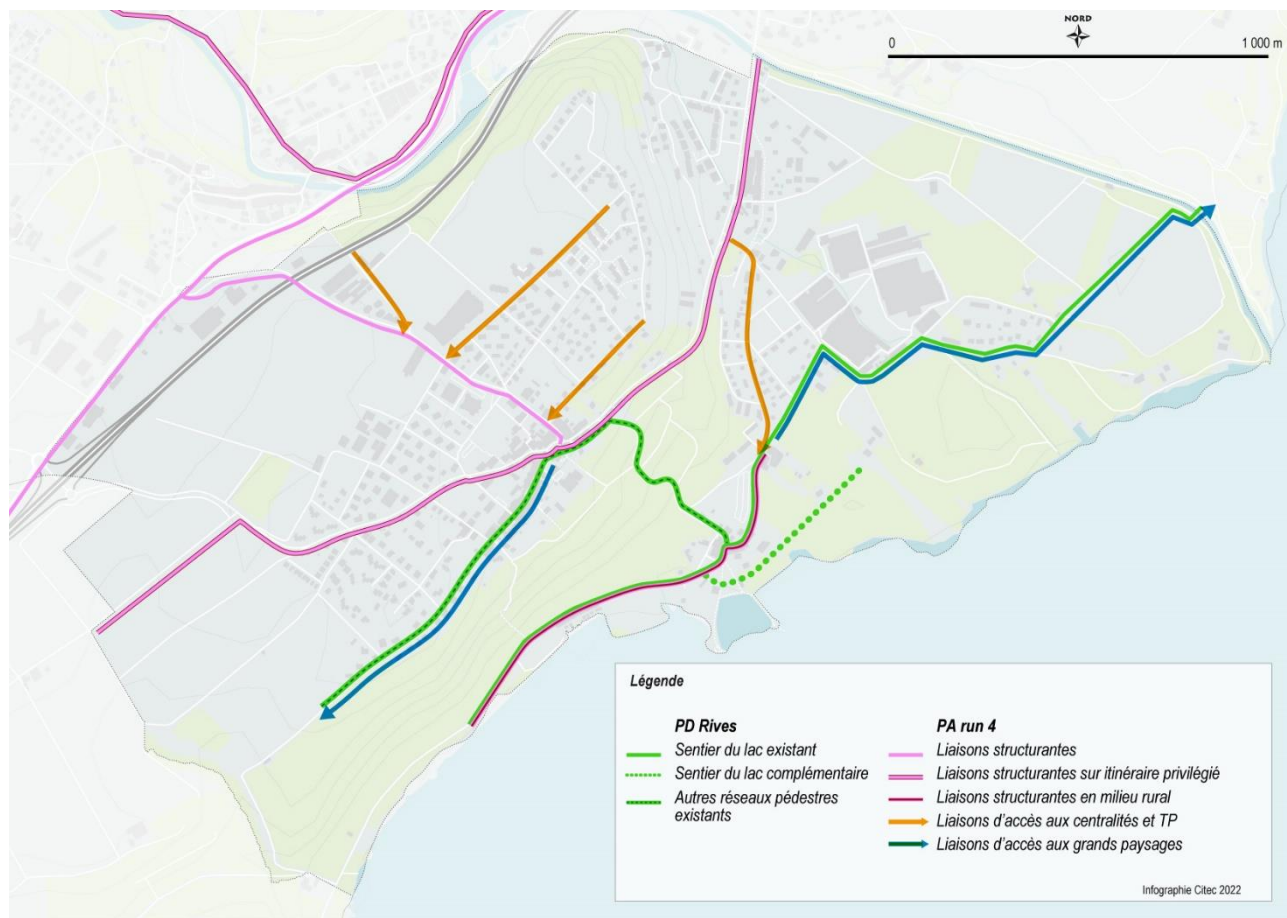 NORD
0 1 000 m
Légende
PD Rives
Sentier du lac existant
Sentier du lac complémentaire
Autres réseaux pédestres
existants
PA run 4
Liaisons structurantes
Liaisons structurantes sur itinéraire privilégié
Liaisons structurantes en milieu rural
Liaisons d'accès aux centralités et TP
Liaisons d'accès aux grands paysages
Infographie Citec 2022